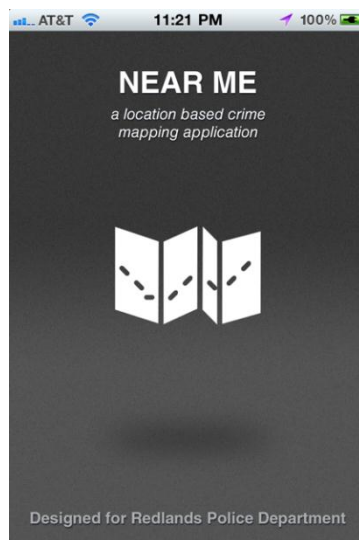 AT&T 11:21 PM 100%
NEAR ME
a location based crime
mapping application
Designed for Redlands Police Department